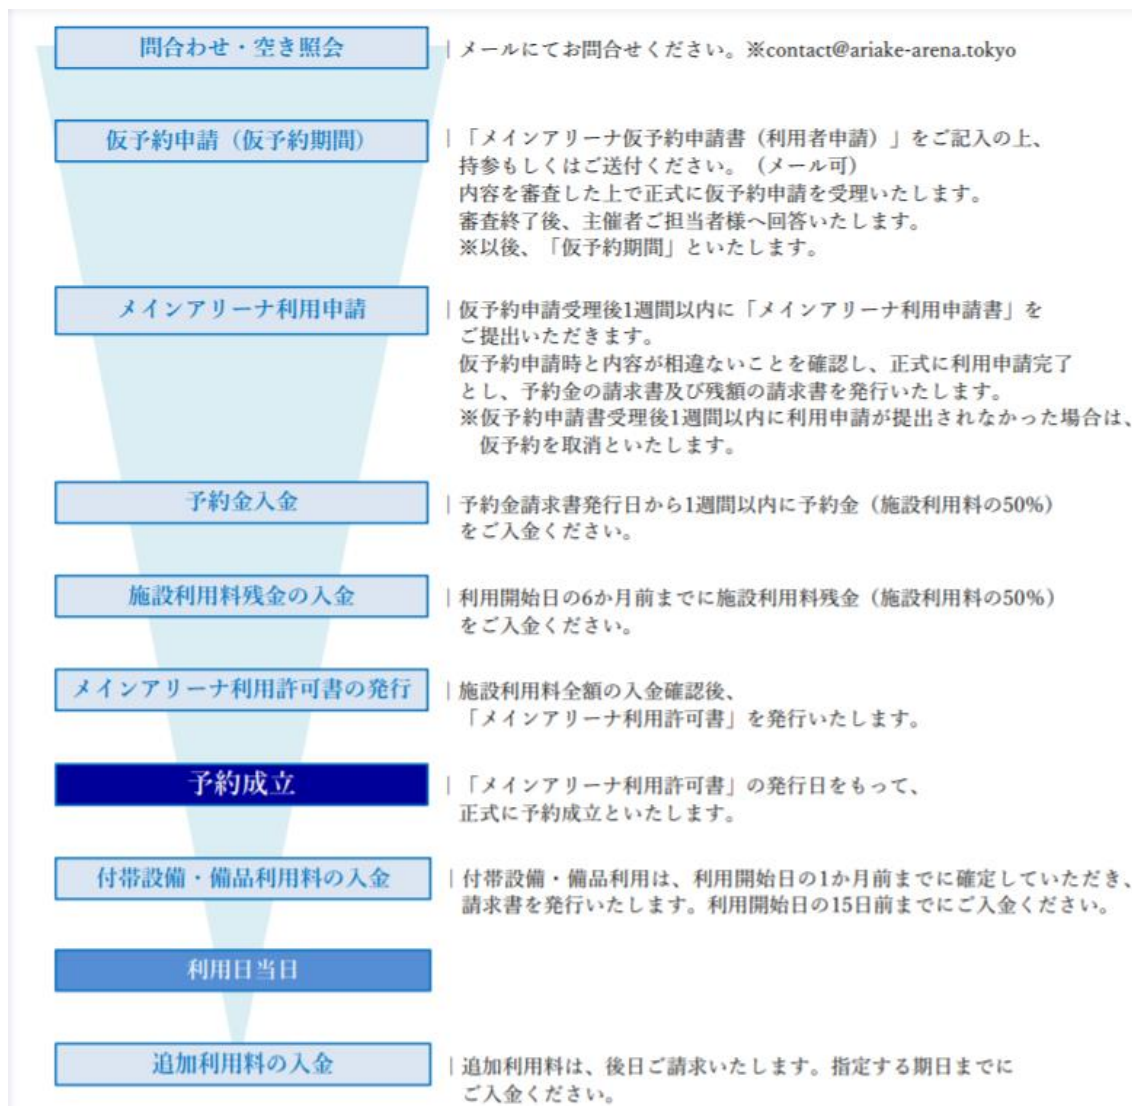 問合わせ・空き照会
｜メールにてお問合せください。※contact@ariake-arena.tokyo
仮予約申請（仮予約期間）
｜「メインアリーナ仮予約申請書（利用者申請）」をご記入の上、
持参もしくはご送付ください。（メール可）
内容を審査した上で正式に仮予約申請を受理いたします。
審査終了後、主催者ご担当者様へ回答いたします。
※以後、「仮予約期間」といたします。
メインアリーナ利用申請
｜仮予約申請受理後1週間以内に「メインアリーナ利用申請書」を
ご提出いただきます。
仮予約申請時と内容が相違ないことを確認し、正式に利用申請完了
とし、予約金の請求書及び残額の請求書を発行いたします。
※仮予約申請書受理後1週間以内に利用申請が提出されなかった場合は、
仮予約を取消といたします。
予約金入金
｜予約金請求書発行日から1週間以内に予約金（施設利用料の50%）
をご入金ください。
施設利用料残金の入金
｜利用開始日の6か月前までに施設利用料残金（施設利用料の50%）
をご入金ください。
メインアリーナ利用許可書の発行
｜施設利用料全額の入金確認後、
「メインアリーナ利用許可書」を発行いたします。
予約成立
｜「メインアリーナ利用許可書」の発行日をもって、
正式に予約成立といたします。
付帯設備・備品利用料の入金
｜付帯設備・備品利用は、利用開始日の1か月前までに確定していただき、
請求書を発行いたします。利用開始日の15日前までにご入金ください。
利用日当日
追加利用料の入金
｜追加利用料は、後日ご請求いたします。指定する期日までに
ご入金ください。